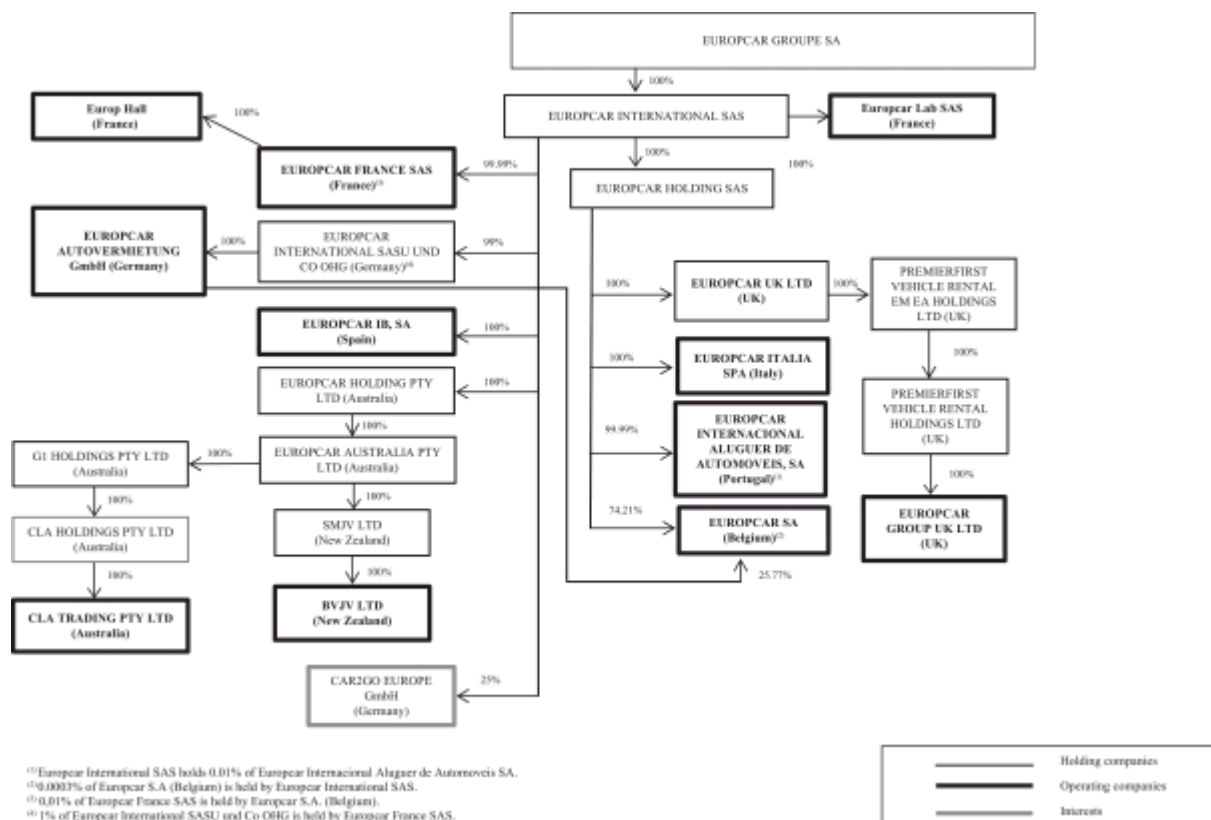 EUROPCAR GROUPE SA
100%
EUROPCAR INTERNATIONAL SAS
Europcar Lab SAS
(France)
100%
Europ Hall
(France)
100%
EUROPCAR FRANCE SAS
(France)(3)
99.99%
100%
EUROPCAR HOLDING SAS
EUROPCAR
AUTOVERMIETUNG
GmbH (Germany)
100%
EUROPCAR
INTERNATIONAL SASU UND
CO OHG (Germany)(4)
99%
EUROPCAR IB, SA
(Spain)
100%
EUROPCAR HOLDING PTY
LTD (Australia)
100%
100%
EUROPCAR AUSTRALIA PTY
LTD (Australia)
100%
G1 HOLDINGS PTY LTD
(Australia)
100%
CLA HOLDINGS PTY LTD
(Australia)
100%
CLA TRADING PTY LTD
(Australia)
100%
SMJV LTD
(New Zealand)
100%
BVJV LTD
(New Zealand)
CAR2GO EUROPE
GmbH
(Germany)
25%
100%
EUROPCAR UK LTD
(UK)
100%
PREMIERFIRST
VEHICLE RENTAL
EM EA HOLDINGS
LTD (UK)
100%
PREMIERFIRST
VEHICLE RENTAL
HOLDINGS LTD
(UK)
100%
EUROPCAR
GROUP UK LTD
(UK)
100%
EUROPCAR ITALIA
SPA (Italy)
99.99%
EUROPCAR
INTERNACIONAL
ALUGUER DE
AUTOMOVEIS, SA
(Portugal)(1)
74.21%
EUROPCAR SA
(Belgium)(2)
25.77%
(1) Europcar International SAS holds 0.01% of Europcar Internacional Aluguer de Automoveis SA.
(2) 0.0003% of Europcar S.A (Belgium) is held by Europcar International SAS.
(3) 0,01% of Europcar France SAS is held by Europcar S.A. (Belgium).
(4) 1% of Europcar International SASU und Co OHG is held by Europcar France SAS.
Holding companies
Operating companies
Interests